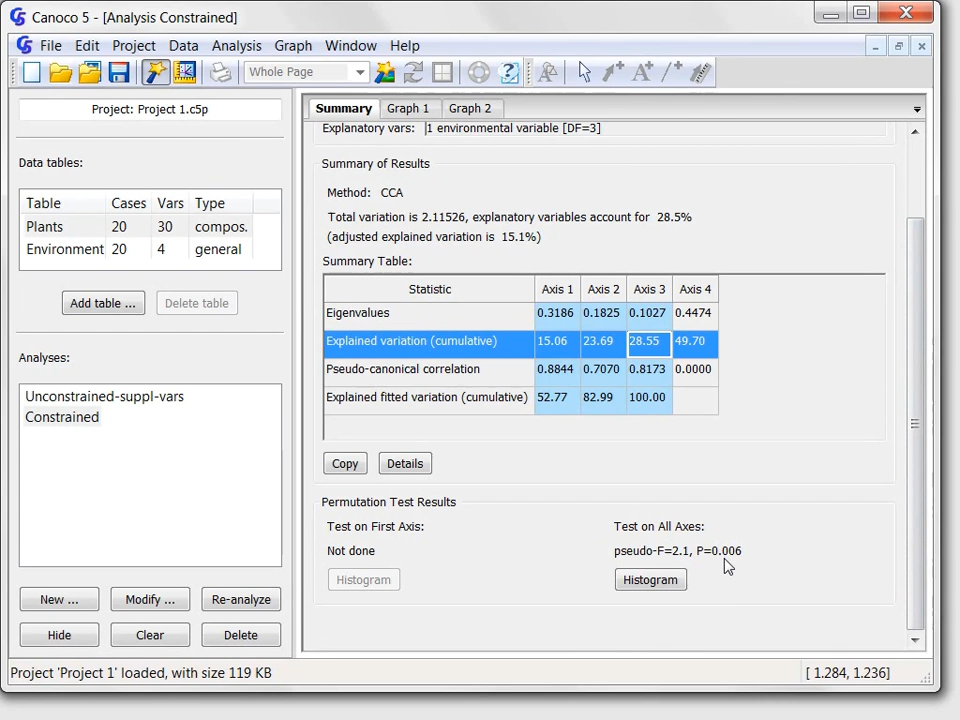 Canoco 5 - [Analysis Constrained]
File Edit Project Data Analysis Graph Window Help
Whole Page
Project: Project 1.c5p
Summary Graph 1 Graph 2
Explanatory vars: 1 environmental variable [DF=3]
Data tables:
Table Cases Vars Type
Plants 20 30 compos.
Environment 20 4 general
Add table ... Delete table
Analyses:
Unconstrained-suppl-vars
Constrained
New ... Modify ... Re-analyze
Hide Clear Delete
Summary of Results
Method: CCA
Total variation is 2.11526, explanatory variables account for 28.5%
(adjusted explained variation is 15.1%)
Summary Table:
Statistic Axis 1 Axis 2 Axis 3 Axis 4
Eigenvalues 0.3186 0.1825 0.1027 0.4474
Explained variation (cumulative) 15.06 23.69 28.55 49.70
Pseudo-canonical correlation 0.8844 0.7070 0.8173 0.0000
Explained fitted variation (cumulative) 52.77 82.99 100.00
Copy Details
Permutation Test Results
Test on First Axis: Test on All Axes:
Not done pseudo-F=2.1, P=0.006
Histogram Histogram
Project 'Project 1' loaded, with size 119 KB [ 1.284, 1.236]